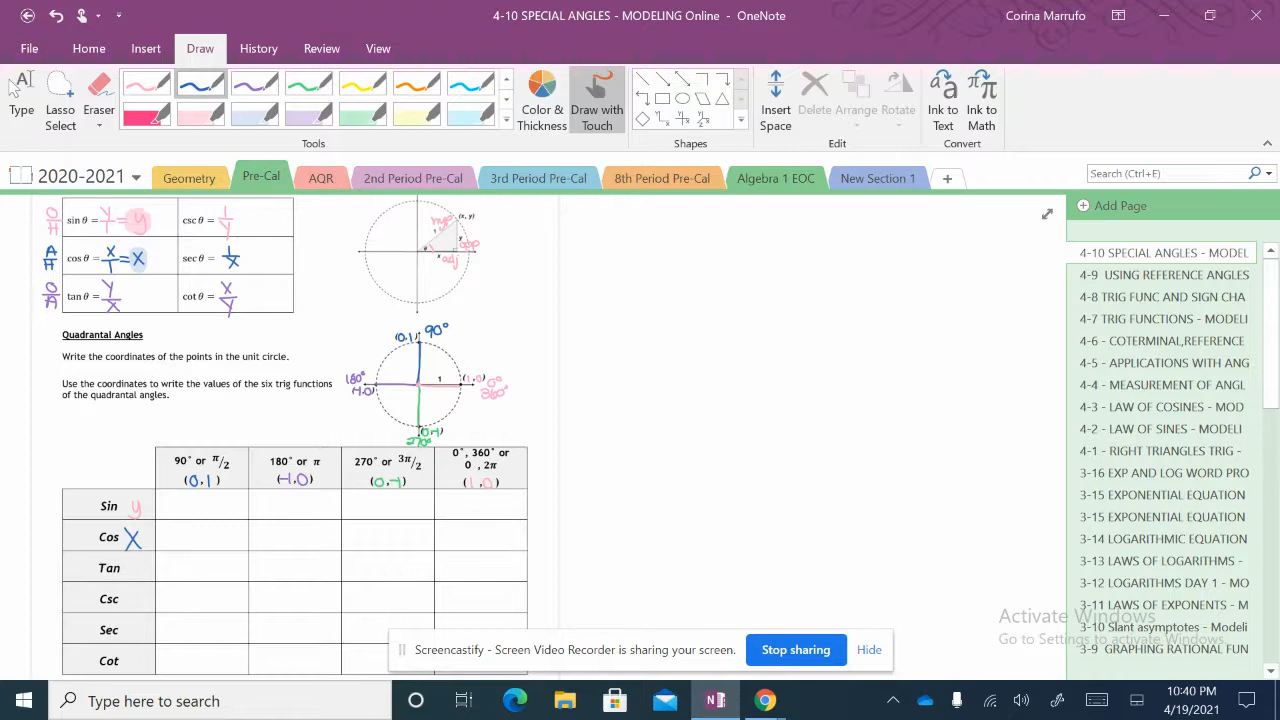 4-10 SPECIAL ANGLES - MODELING Online - OneNote
Corina Marrufo
File Home Insert Draw History Review View
Type
Lasso Select
Eraser
Color & Thickness
Draw with Touch
Insert Space
Delete Arrange Rotate
Ink to Text
Ink to Math
Tools Shapes Edit Convert
2020-2021
Geometry Pre-Cal AQR 2nd Period Pre-Cal 3rd Period Pre-Cal 8th Period Pre-Cal Algebra 1 EOC New Section 1
Search (Ctrl+E)
Add Page
4-10 SPECIAL ANGLES - MODEL
4-9 USING REFERENCE ANGLES
4-8 TRIG FUNC AND SIGN CHA
4-7 TRIG FUNCTIONS - MODELI
4-6 - COTERMINAL,REFERENCE
4-5 - APPLICATIONS WITH ANG
4-4 - MEASUREMENT OF ANGL
4-3 - LAW OF COSINES - MOD
4-2 - LAW OF SINES - MODELI
4-1 - RIGHT TRIANGLES TRIG -
3-16 EXP AND LOG WORD PRO
3-15 EXPONENTIAL EQUATION
3-15 EXPONENTIAL EQUATION
3-14 LOGARITHMIC EQUATION
3-13 LAWS OF LOGARITHMS -
3-12 LOGARITHMS DAY 1 - MO
3-11 LAWS OF EXPONENTS - M
3-10 Slant asymptotes - Modeli
3-9 GRAPHING RATIONAL FUN
O/H sin θ = Y/1 = y csc θ = 1/Y
A/H cos θ = X/1 = X sec θ = 1/X
O/A tan θ = Y/X cot θ = X/Y
(x, y)
hyp
1
y
opp
θ
x
adj
Quadrantal Angles
Write the coordinates of the points in the unit circle.
Use the coordinates to write the values of the six trig functions
of the quadrantal angles.
(0,1) 90°
180°
(-1,0)
1
(1,0) 0°
360°
(0,-1)
270°
90° or π/2 180° or π 270° or 3π/2 0°, 360° or 0 , 2π
(0,1) (-1,0) (0,-1) (1,0)
Sin y
Cos X
Tan
Csc
Sec
Cot
Activate Windows
Go to Settings to activate Windows.
Screencastify - Screen Video Recorder is sharing your screen.
Stop sharing
Hide
Type here to search
10:40 PM
4/19/2021